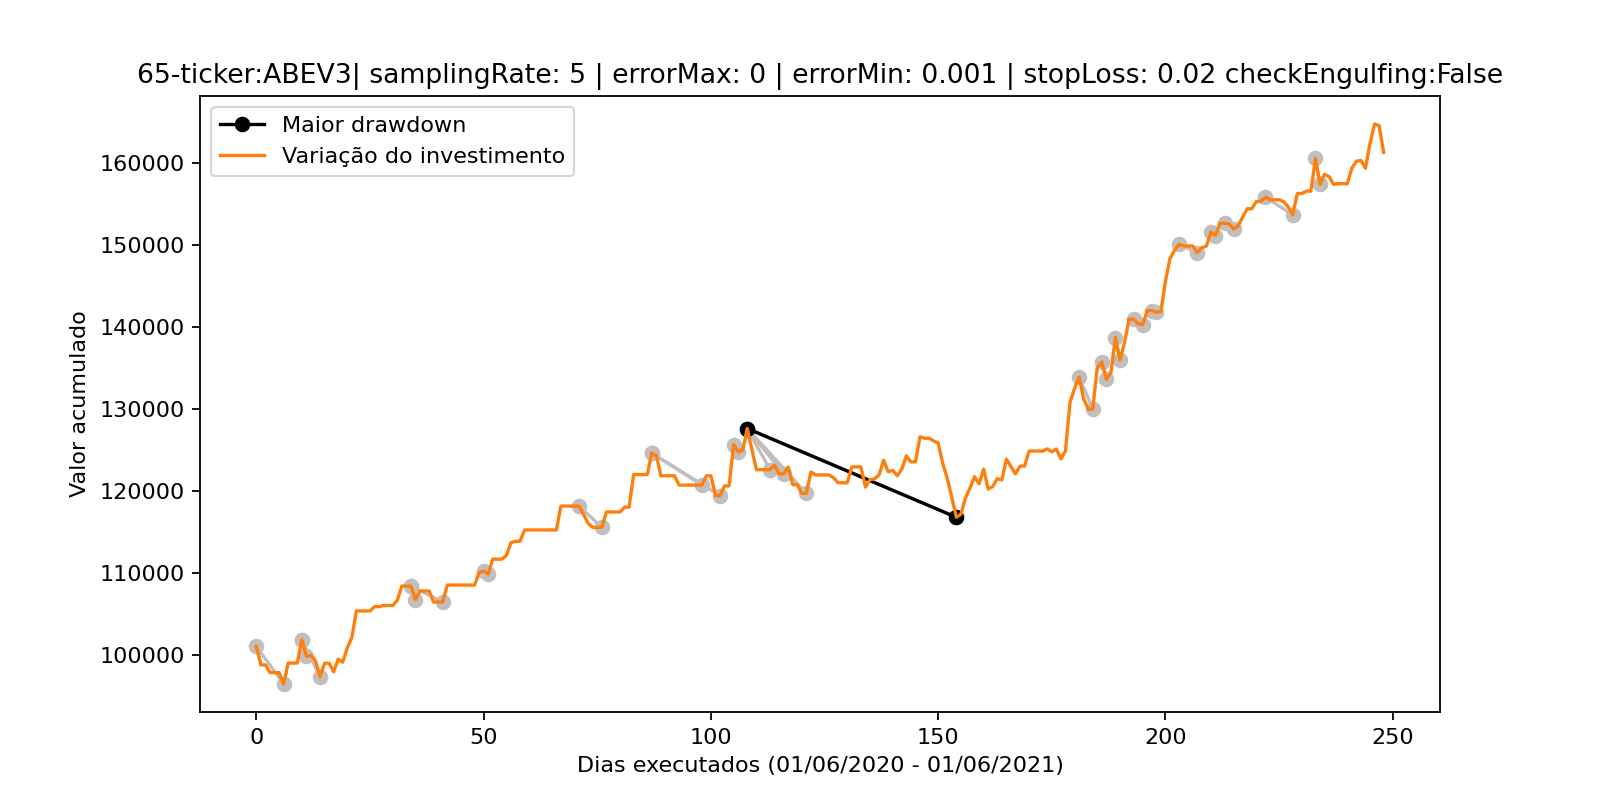 65-ticker:ABEV3| samplingRate: 5 | errorMax: 0 | errorMin: 0.001 | stopLoss: 0.02 checkEngulfing:False
Maior drawdown
Variação do investimento
Valor acumulado
160000
150000
140000
130000
120000
110000
100000
0 50 100 150 200 250
Dias executados (01/06/2020 - 01/06/2021)